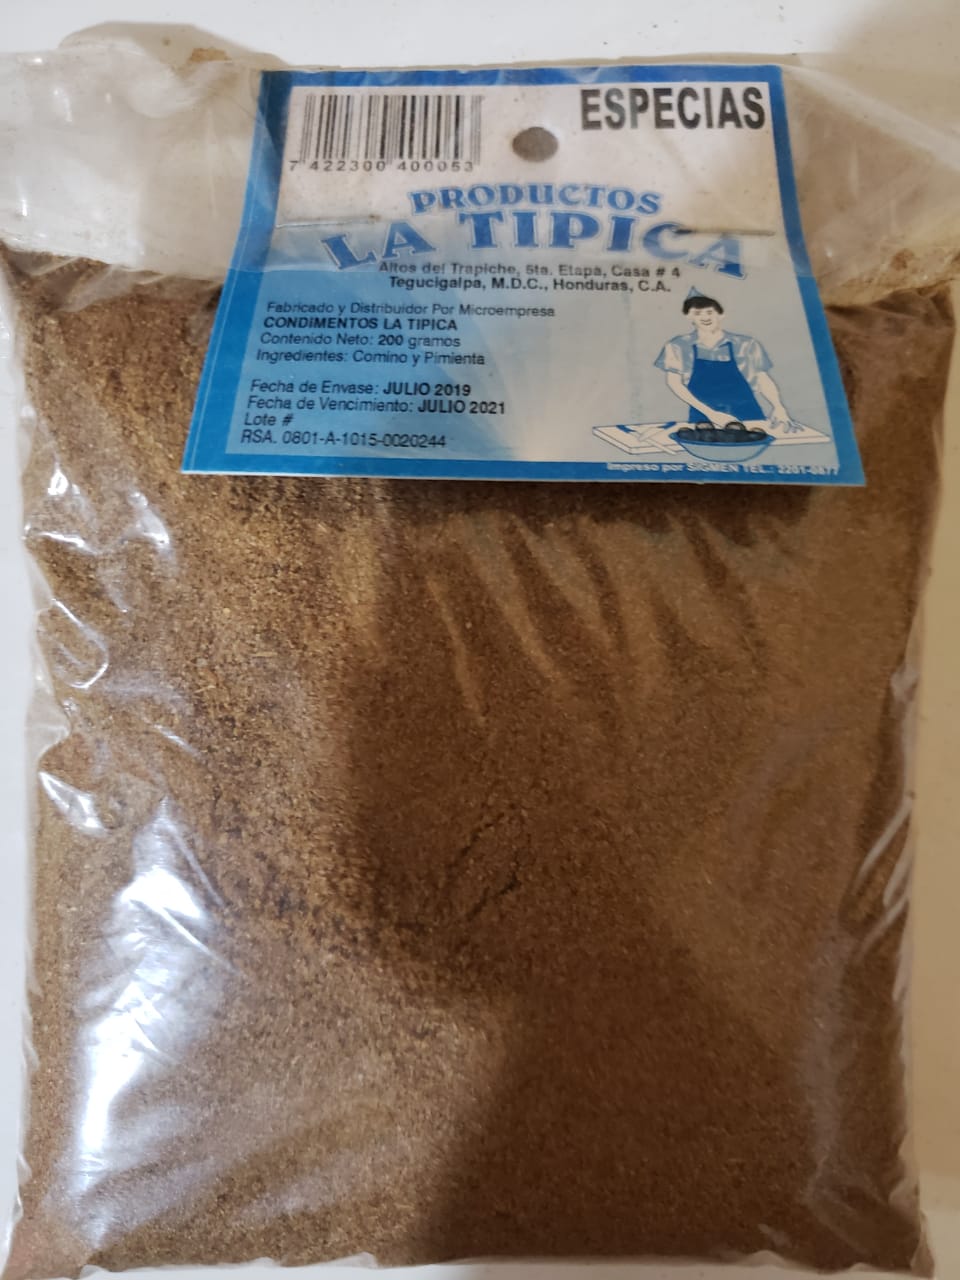 ESPECIAS
7 422300 400053
PRODUCTOS
LA TIPICA
Altos del Trapiche, 5ta. Etapa, Casa # 4
Tegucigalpa, M.D.C., Honduras, C.A.
Fabricado y Distribuidor Por Microempresa
CONDIMENTOS LA TIPICA
Contenido Neto: 200 gramos
Ingredientes: Comino y Pimienta
Fecha de Envase: JULIO 2019
Fecha de Vencimiento: JULIO 2021
Lote #
RSA. 0801-A-1015-0020244
Impreso por SIGMEN TEL.: